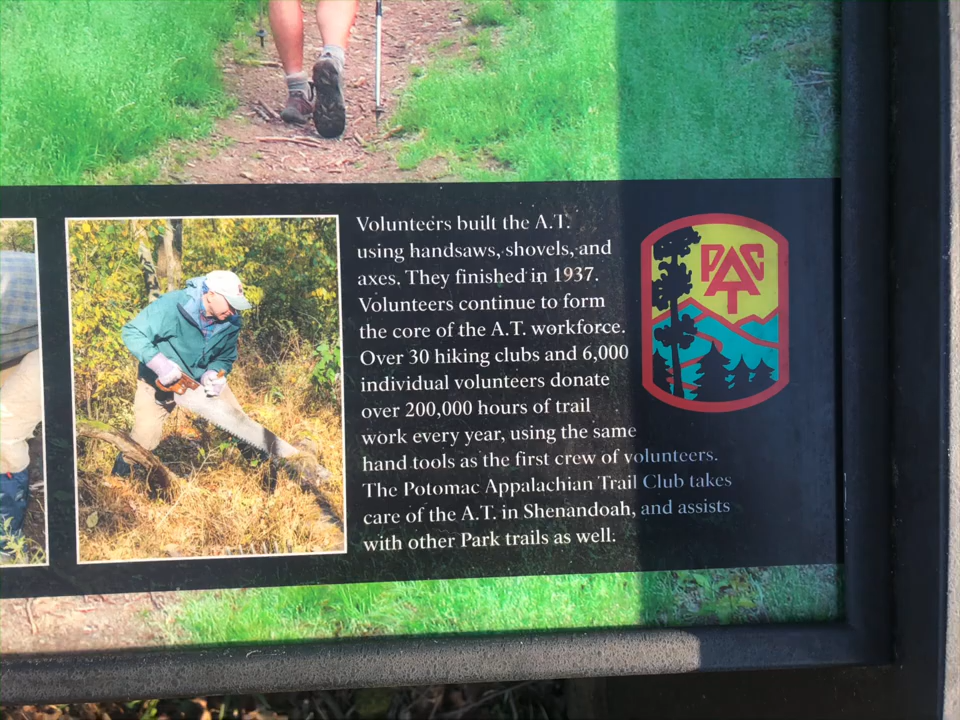 Volunteers built the A.T.
using handsaws, shovels, and
axes. They finished in 1937.
Volunteers continue to form
the core of the A.T. workforce.
Over 30 hiking clubs and 6,000
individual volunteers donate
over 200,000 hours of trail
work every year, using the same
hand tools as the first crew of volunteers.
The Potomac Appalachian Trail Club takes
care of the A.T. in Shenandoah, and assists
with other Park trails as well.
PATC